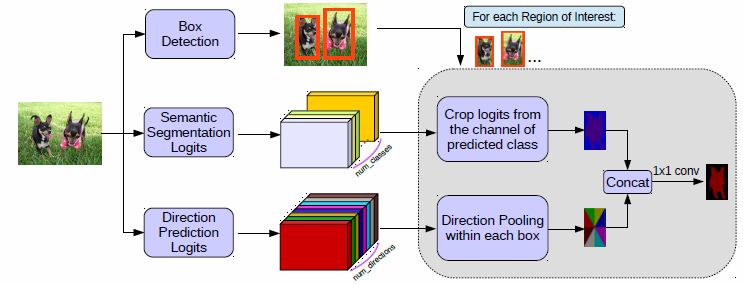 Box
Detection
For each Region of Interest:
...
Semantic
Segmentation
Logits
num_classes
Crop logits from
the channel of
predicted class
Concat
1x1 conv
Direction
Prediction
Logits
num_directions
Direction Pooling
within each box